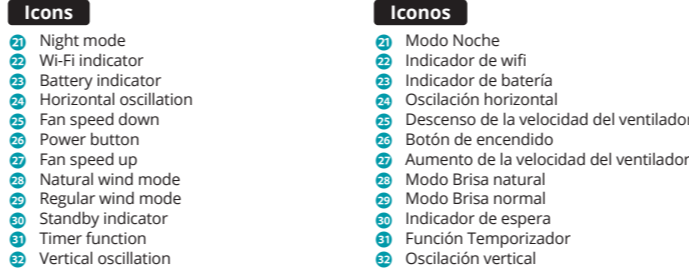 Icons
21 Night mode
22 Wi-Fi indicator
23 Battery indicator
24 Horizontal oscillation
25 Fan speed down
26 Power button
27 Fan speed up
28 Natural wind mode
29 Regular wind mode
30 Standby indicator
31 Timer function
32 Vertical oscillation
Iconos
21 Modo Noche
22 Indicador de wifi
23 Indicador de batería
24 Oscilación horizontal
25 Descenso de la velocidad del ventilador
26 Botón de encendido
27 Aumento de la velocidad del ventilador
28 Modo Brisa natural
29 Modo Brisa normal
30 Indicador de espera
31 Función Temporizador
32 Oscilación vertical